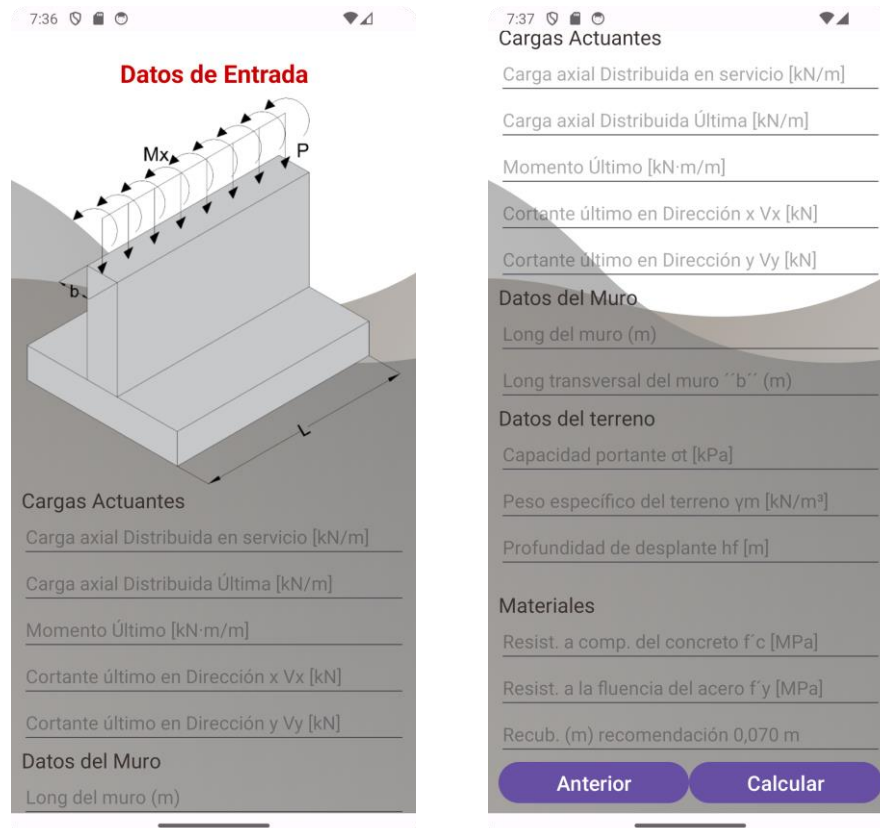 7:36
Datos de Entrada
Mx
P
b
L
Cargas Actuantes
Carga axial Distribuida en servicio [kN/m]
Carga axial Distribuida Última [kN/m]
Momento Último [kN·m/m]
Cortante último en Dirección x Vx [kN]
Cortante último en Dirección y Vy [kN]
Datos del Muro
Long del muro (m)
7:37
Cargas Actuantes
Carga axial Distribuida en servicio [kN/m]
Carga axial Distribuida Última [kN/m]
Momento Último [kN·m/m]
Cortante último en Dirección x Vx [kN]
Cortante último en Dirección y Vy [kN]
Datos del Muro
Long del muro (m)
Long transversal del muro ´´b´´ (m)
Datos del terreno
Capacidad portante σt [kPa]
Peso específico del terreno γm [kN/m³]
Profundidad de desplante hf [m]
Materiales
Resist. a comp. del concreto f´c [MPa]
Resist. a la fluencia del acero f´y [MPa]
Recub. (m) recomendación 0,070 m
Anterior
Calcular